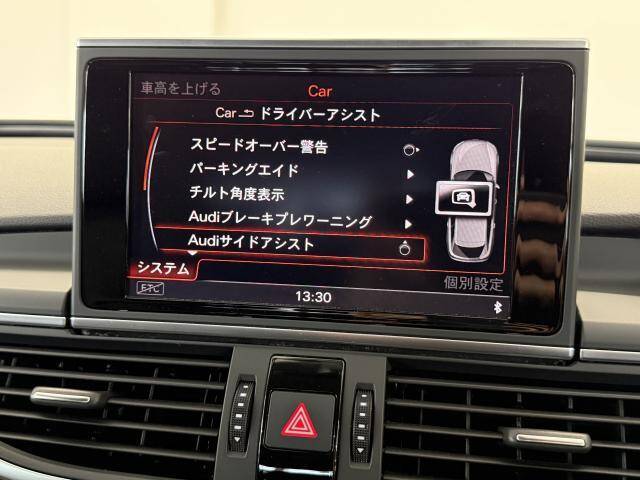 車高を上げる
Car
Car ドライバーアシスト
スピードオーバー警告
パーキングエイド
チルト角度表示
Audiブレーキプレワーニング
Audiサイドアシスト
システム
個別設定
ETC
13:30